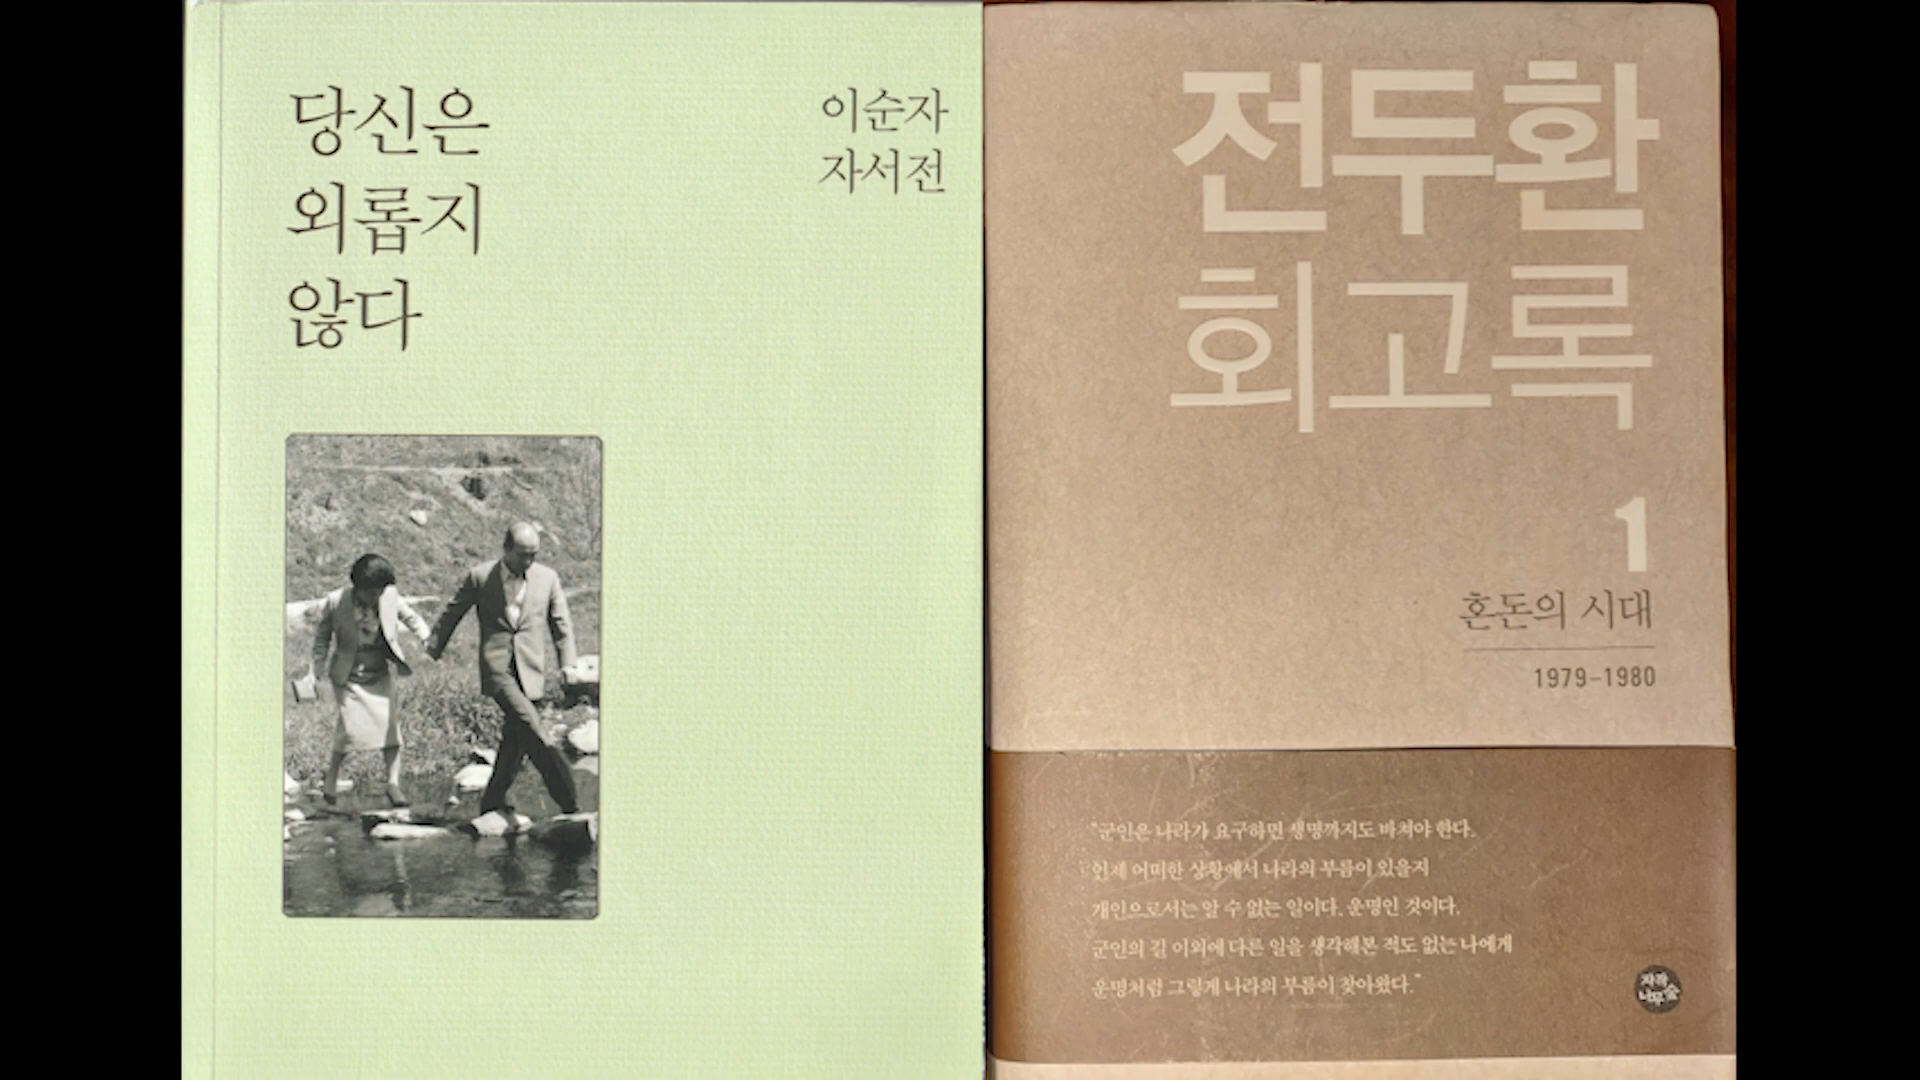 당신은
외롭지
않다
이순자
자서전
전두환
회고록
1
혼돈의 시대
1979-1980
"군인은 나라가 요구하면 생명까지도 바쳐야 한다.
언제 어떠한 상황에서 나라의 부름이 있을지
개인으로서는 알 수 없는 일이다. 운명인 것이다.
군인의 길 이외에 다른 일을 생각해본 적도 없는 나에게
운명처럼 그렇게 나라의 부름이 찾아왔다."
자작
나무숲